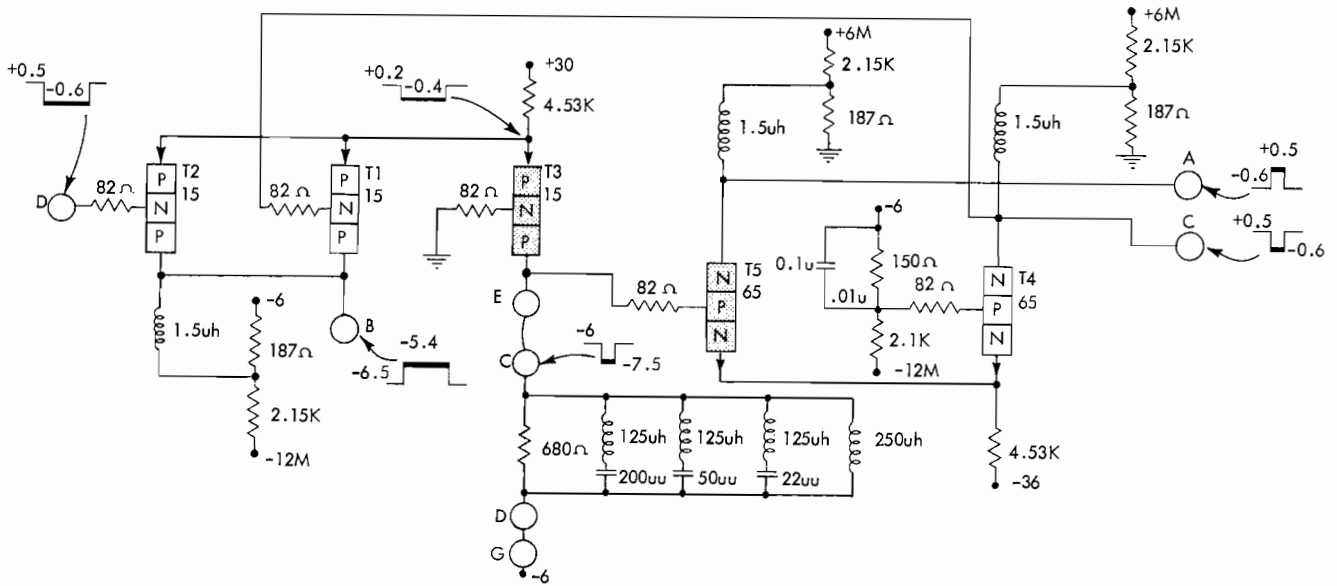 +6M
2.15K
187Ω
1.5uh
+6M
2.15K
187Ω
1.5uh
+30
4.53K
+0.5
-0.6
+0.2
-0.4
D
82Ω
T2
15
P
N
P
82Ω
T1
15
P
N
P
82Ω
T3
15
P
N
P
A
+0.5
-0.6
C
+0.5
-0.6
-6
0.1u
150Ω
.01u
82Ω
2.1K
-12M
T5
65
N
P
N
82Ω
T4
65
N
P
N
1.5uh
-6
187Ω
2.15K
-12M
B
-5.4
-6.5
E
C
-6
-7.5
680Ω
125uh
200uu
125uh
50uu
125uh
22uu
250uh
4.53K
-36
D
G
-6